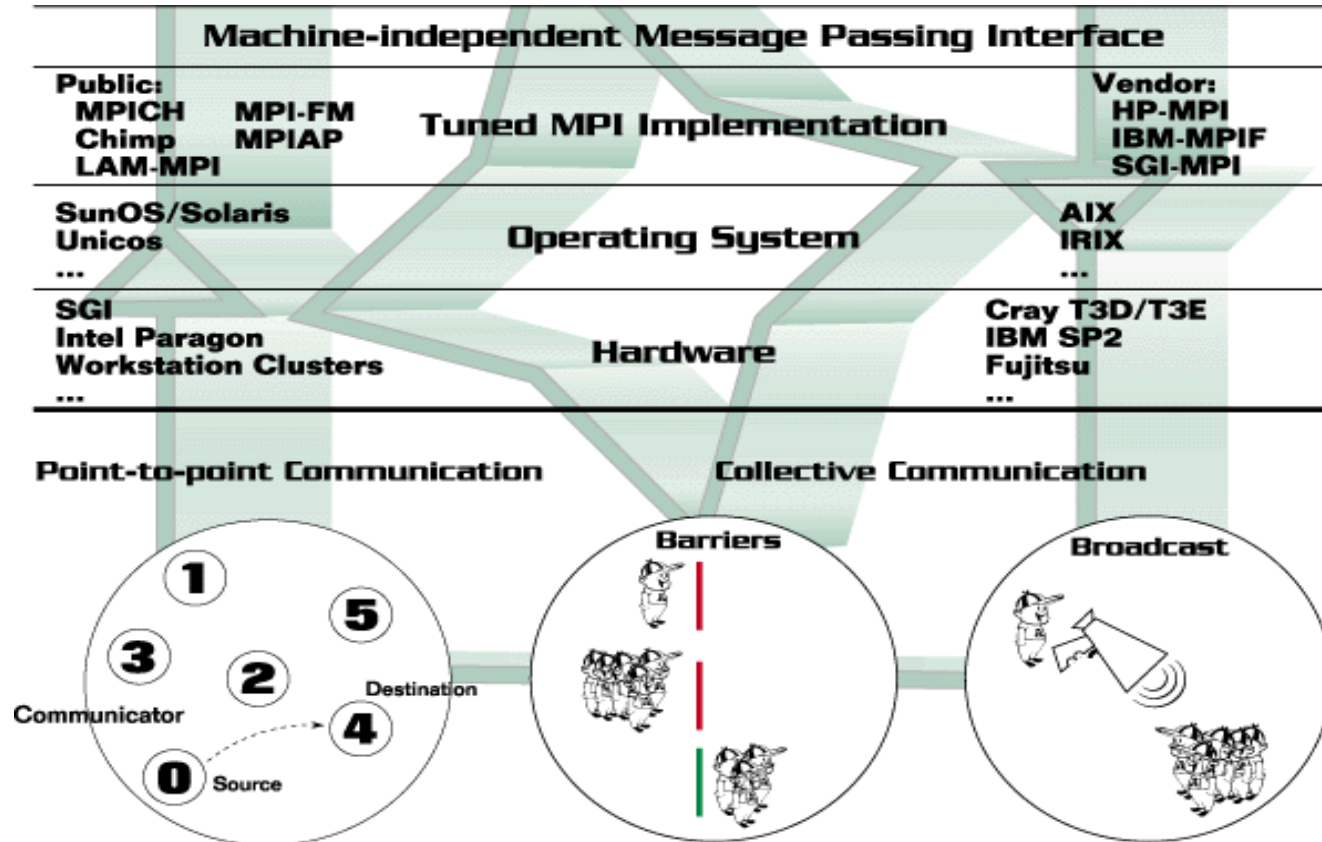 Machine-independent Message Passing Interface
Public:
MPICH MPI-FM
Chimp MPIAP
LAM-MPI
Tuned MPI Implementation
Vendor:
HP-MPI
IBM-MPIF
SGI-MPI
SunOS/Solaris
Unicos
...
Operating System
AIX
IRIX
...
SGI
Intel Paragon
Workstation Clusters
...
Hardware
Cray T3D/T3E
IBM SP2
Fujitsu
...
Point-to-point Communication
Collective Communication
1
5
3
2
Destination
Communicator
4
0
Source
Barriers
Broadcast